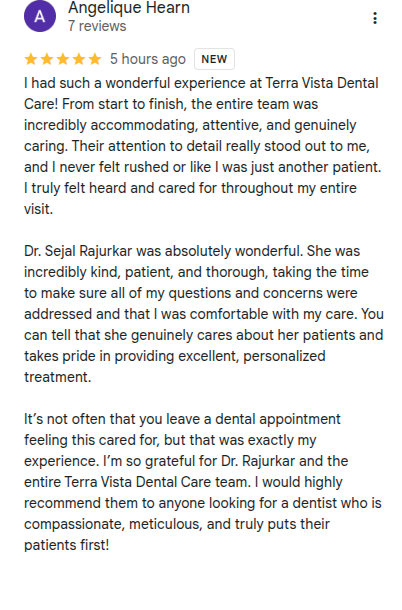 A
Angelique Hearn
7 reviews
5 hours ago NEW
I had such a wonderful experience at Terra Vista Dental
Care! From start to finish, the entire team was
incredibly accommodating, attentive, and genuinely
caring. Their attention to detail really stood out to me,
and I never felt rushed or like I was just another patient.
I truly felt heard and cared for throughout my entire
visit.
Dr. Sejal Rajurkar was absolutely wonderful. She was
incredibly kind, patient, and thorough, taking the time
to make sure all of my questions and concerns were
addressed and that I was comfortable with my care. You
can tell that she genuinely cares about her patients and
takes pride in providing excellent, personalized
treatment.
It’s not often that you leave a dental appointment
feeling this cared for, but that was exactly my
experience. I’m so grateful for Dr. Rajurkar and the
entire Terra Vista Dental Care team. I would highly
recommend them to anyone looking for a dentist who is
compassionate, meticulous, and truly puts their
patients first!